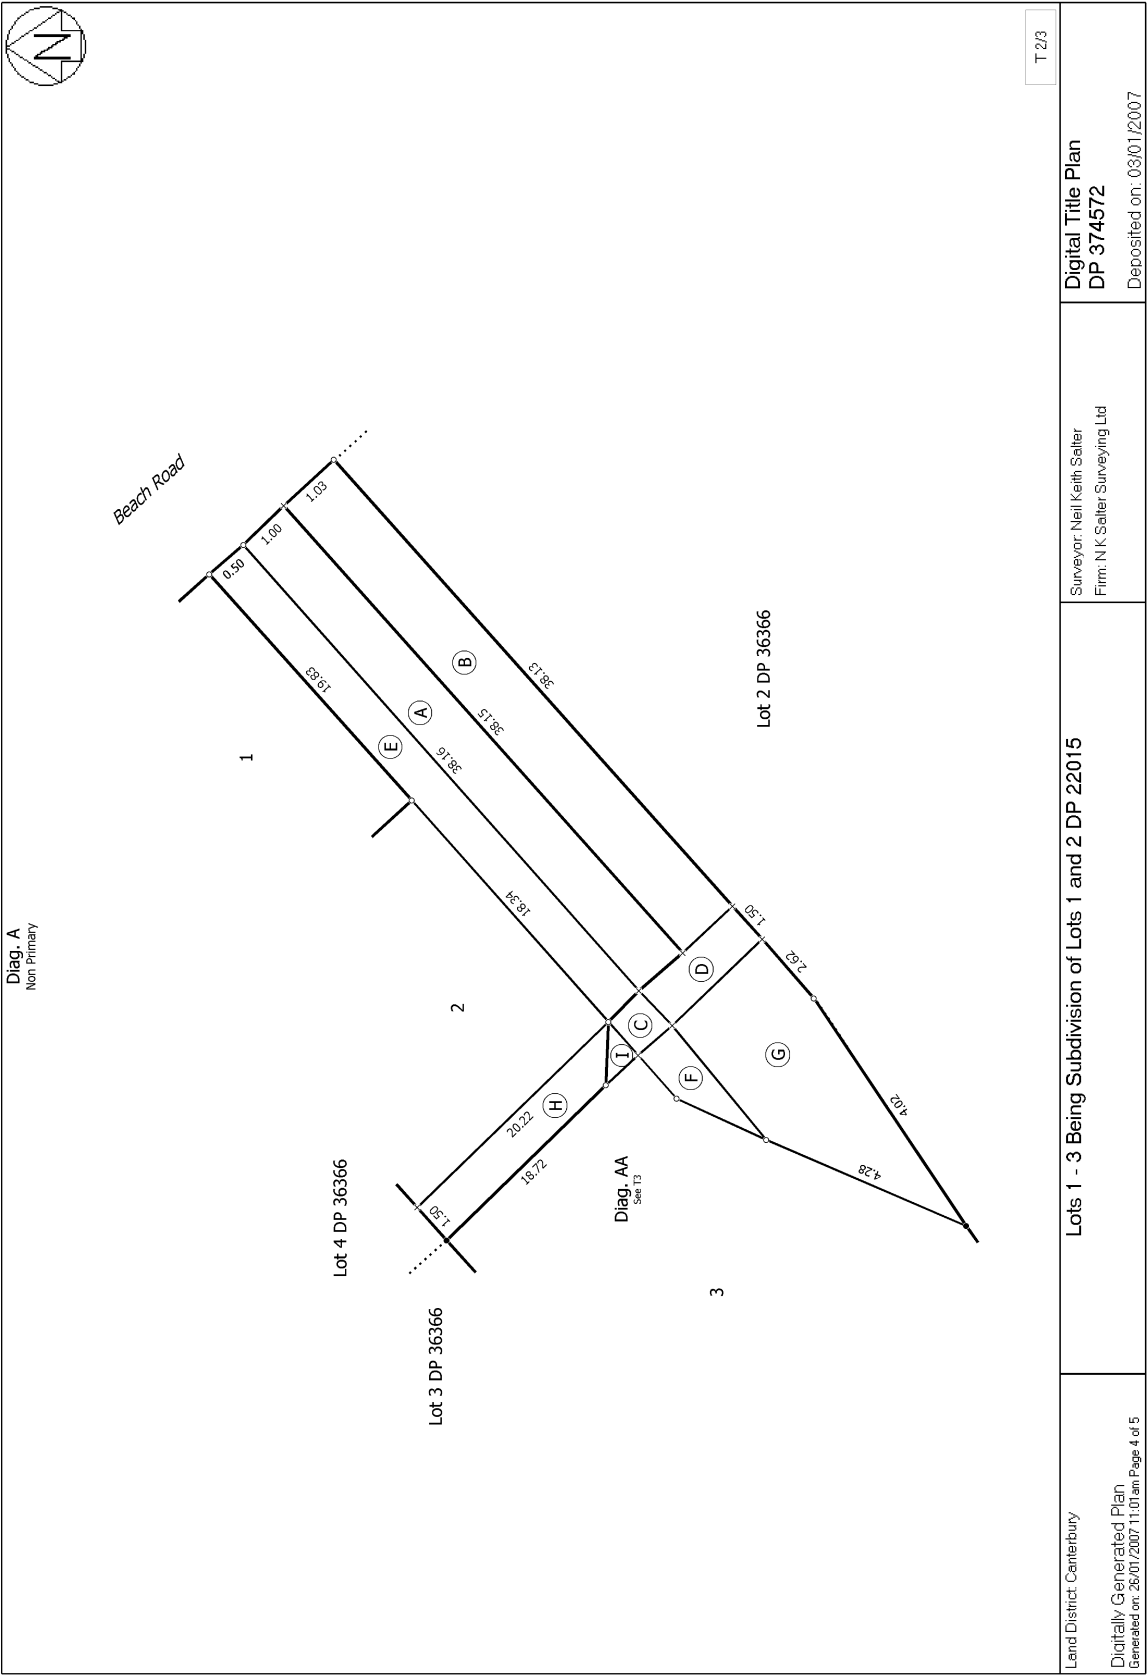 Diag. A
Non Primary
N
Beach Road
0.50
1.00
1.03
19.83
1
E
A
B
38.16
38.15
38.13
Lot 2 DP 36366
18.34
2
1.50
2.62
D
C
I
F
G
H
20.22
18.72
1.50
4.02
4.28
Lot 4 DP 36366
Diag. AA
See T3
Lot 3 DP 36366
3
T 2/3
Land District: Canterbury
Digitally Generated Plan
Generated on: 26/01/2007 11:01am Page 4 of 5
Lots 1 - 3 Being Subdivision of Lots 1 and 2 DP 22015
Surveyor: Neil Keith Salter
Firm: N K Salter Surveying Ltd
Digital Title Plan
DP 374572
Deposited on: 03/01/2007